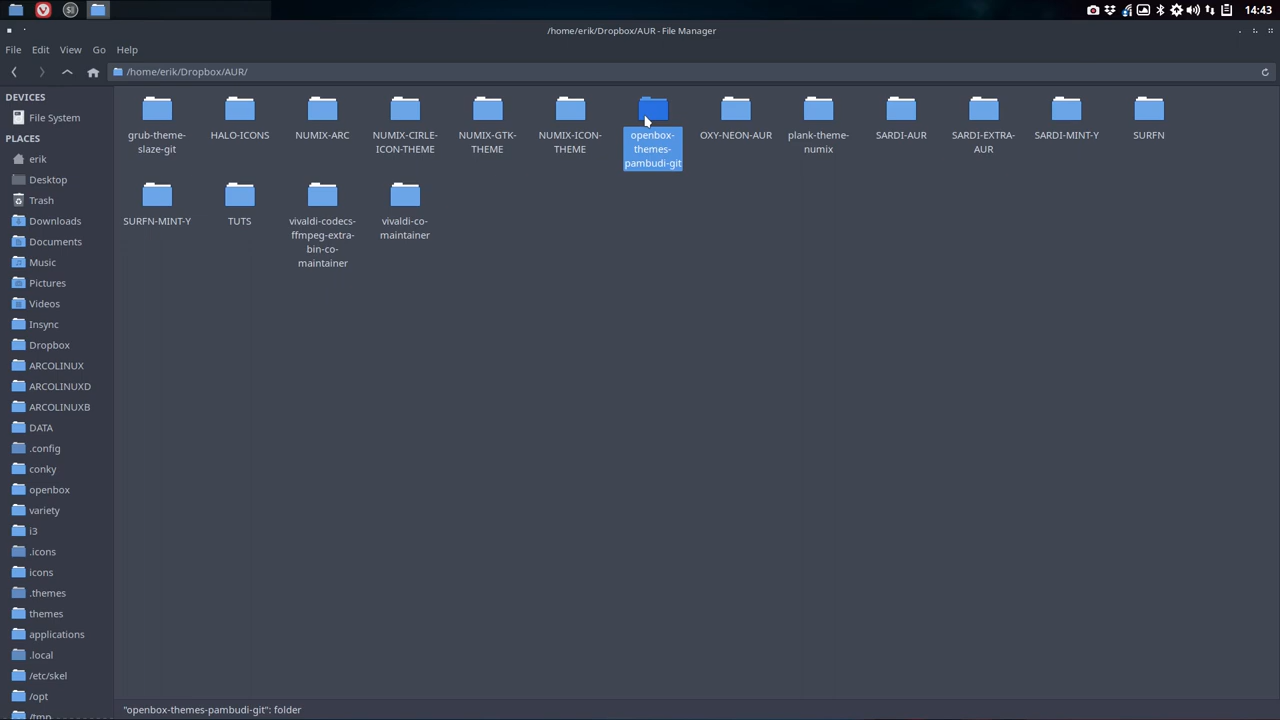 14:43
/home/erik/Dropbox/AUR - File Manager
File Edit View Go Help
/home/erik/Dropbox/AUR/
DEVICES
File System
PLACES
erik
Desktop
Trash
Downloads
Documents
Music
Pictures
Videos
Insync
Dropbox
ARCOLINUX
ARCOLINUXD
ARCOLINUXB
DATA
.config
conky
openbox
variety
i3
.icons
icons
.themes
themes
applications
.local
/etc/skel
/opt
/tmp
grub-theme-
slaze-git
HALO-ICONS
NUMIX-ARC
NUMIX-CIRLE-
ICON-THEME
NUMIX-GTK-
THEME
NUMIX-ICON-
THEME
openbox-
themes-
pambudi-git
OXY-NEON-AUR
plank-theme-
numix
SARDI-AUR
SARDI-EXTRA-
AUR
SARDI-MINT-Y
SURFN
SURFN-MINT-Y
TUTS
vivaldi-codecs-
ffmpeg-extra-
bin-co-
maintainer
vivaldi-co-
maintainer
"openbox-themes-pambudi-git": folder